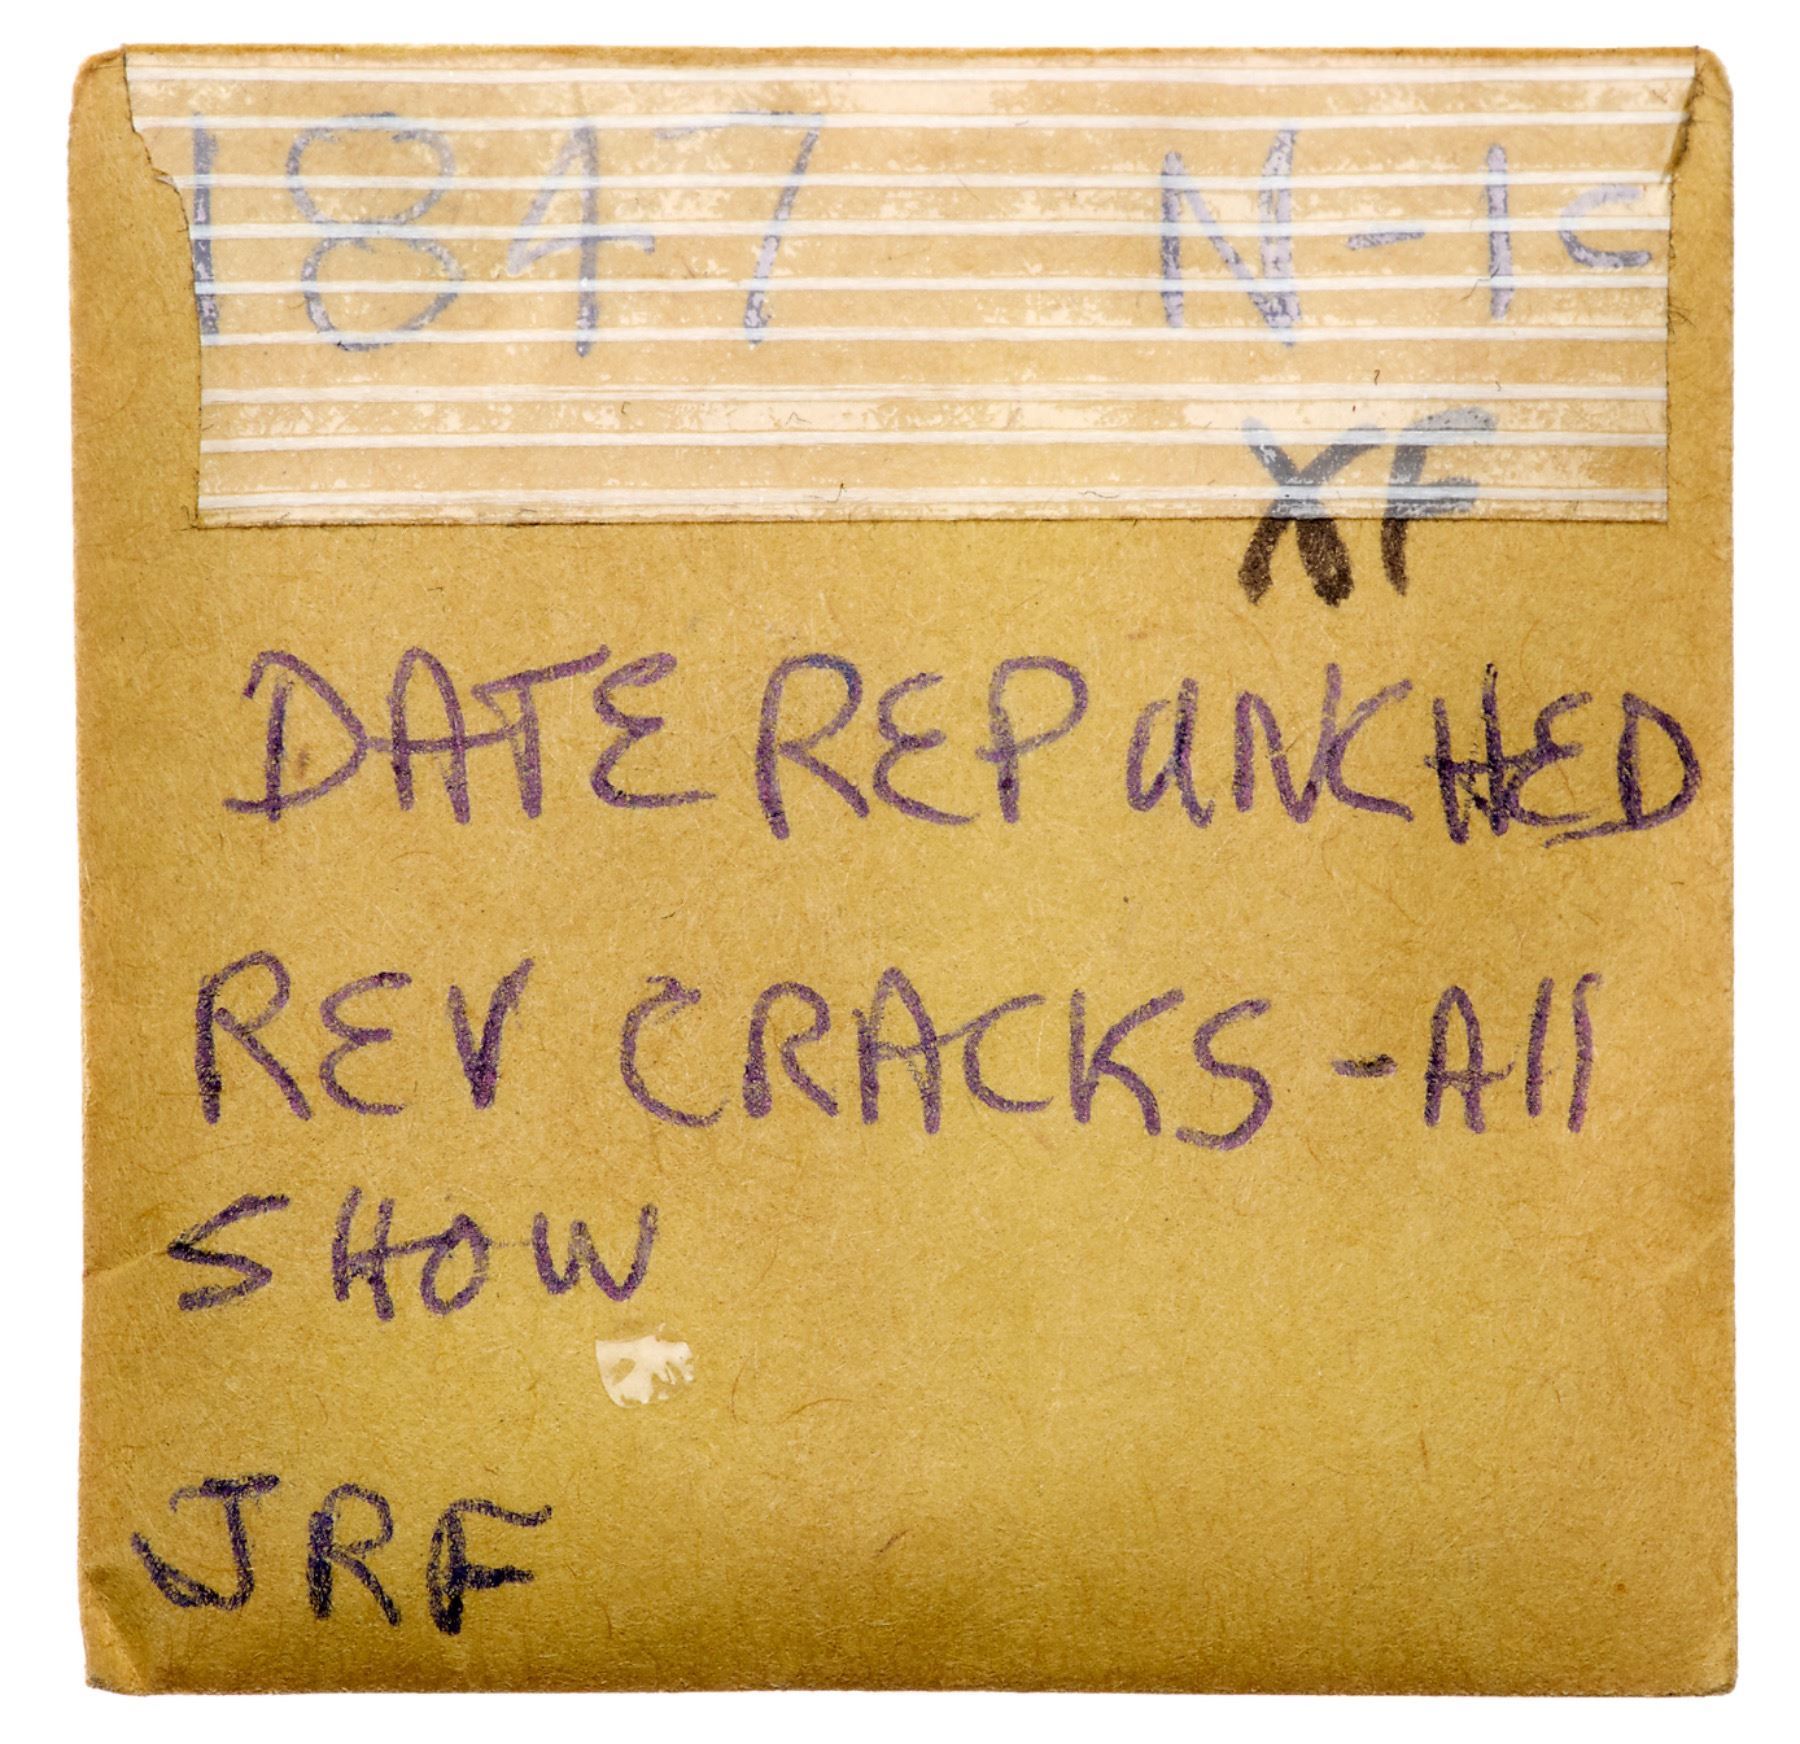 1847 N-1c
XF
DATE REPUNCHED
REV CRACKS - All
SHOW
JRF